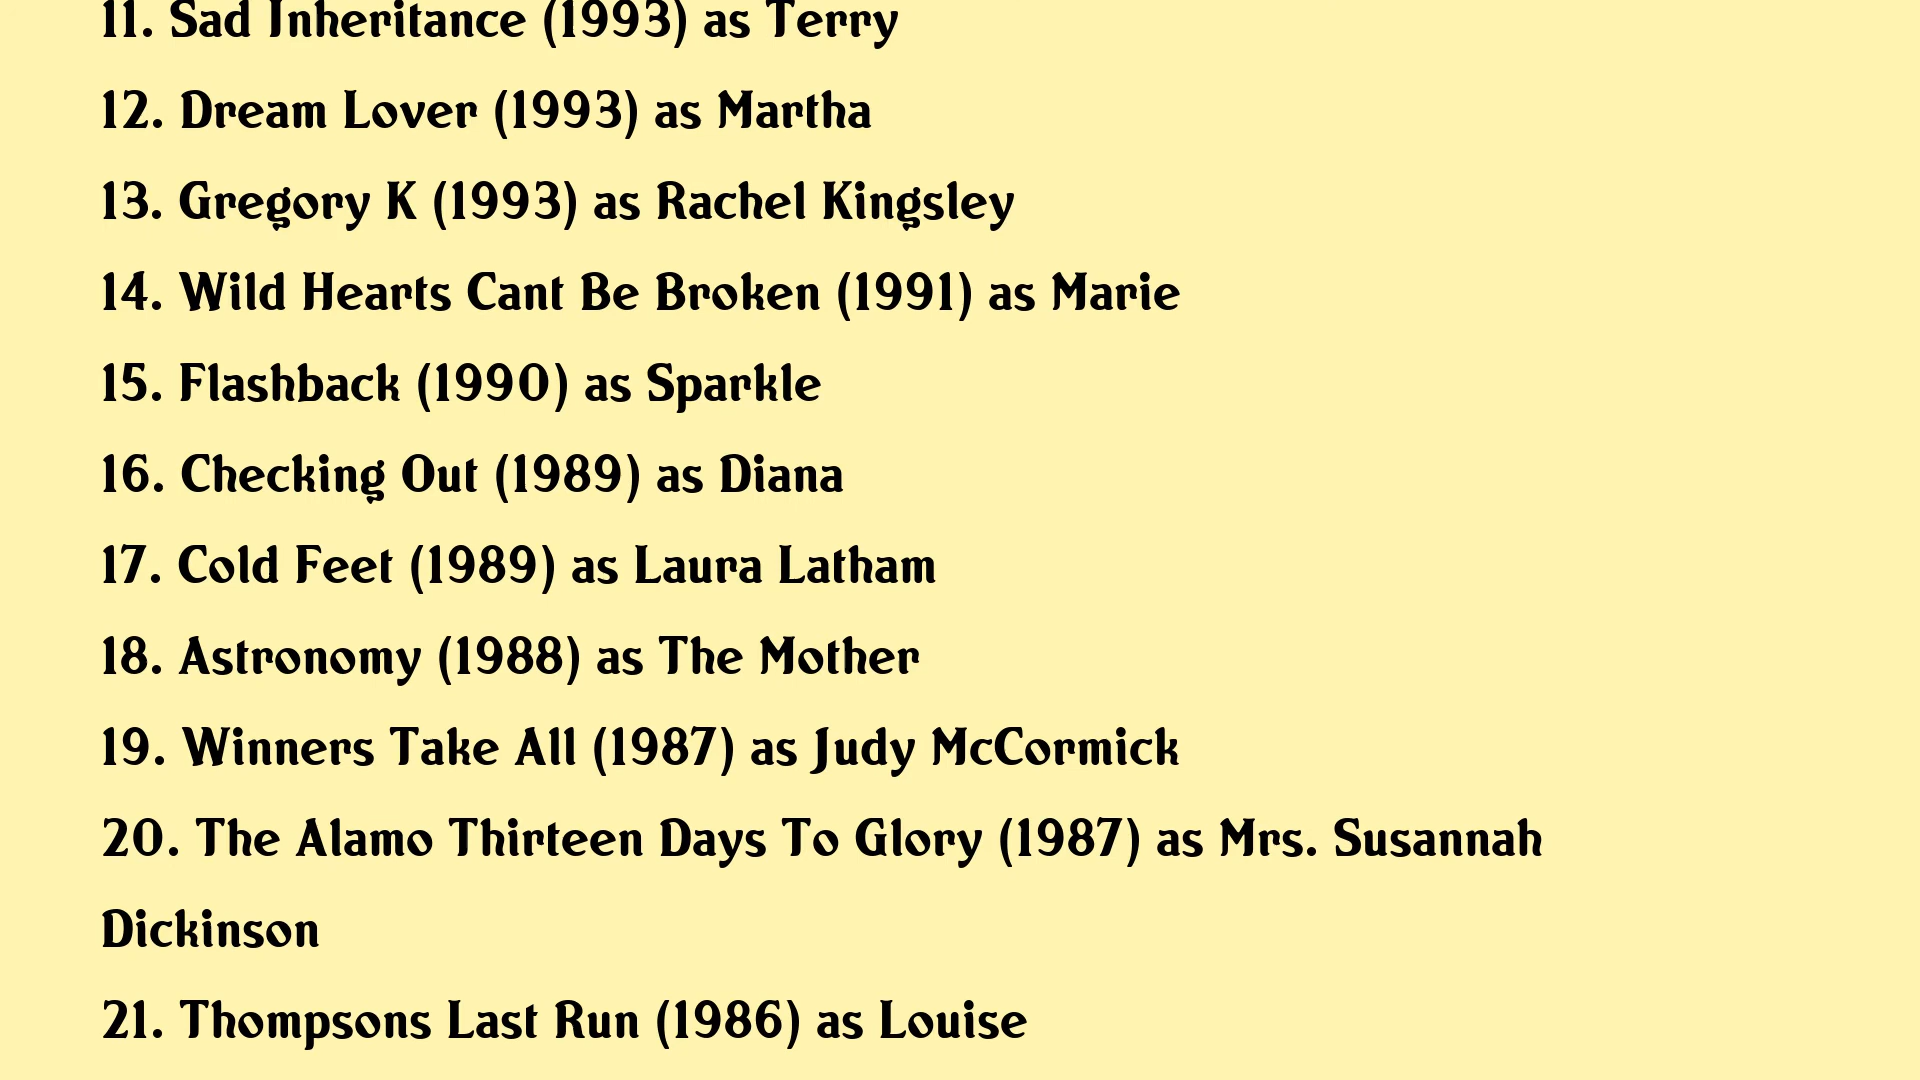 11. Sad Inheritance (1993) as Terry
12. Dream Lover (1993) as Martha
13. Gregory K (1993) as Rachel Kingsley
14. Wild Hearts Cant Be Broken (1991) as Marie
15. Flashback (1990) as Sparkle
16. Checking Out (1989) as Diana
17. Cold Feet (1989) as Laura Latham
18. Astronomy (1988) as The Mother
19. Winners Take All (1987) as Judy McCormick
20. The Alamo Thirteen Days To Glory (1987) as Mrs. Susannah
Dickinson
21. Thompsons Last Run (1986) as Louise